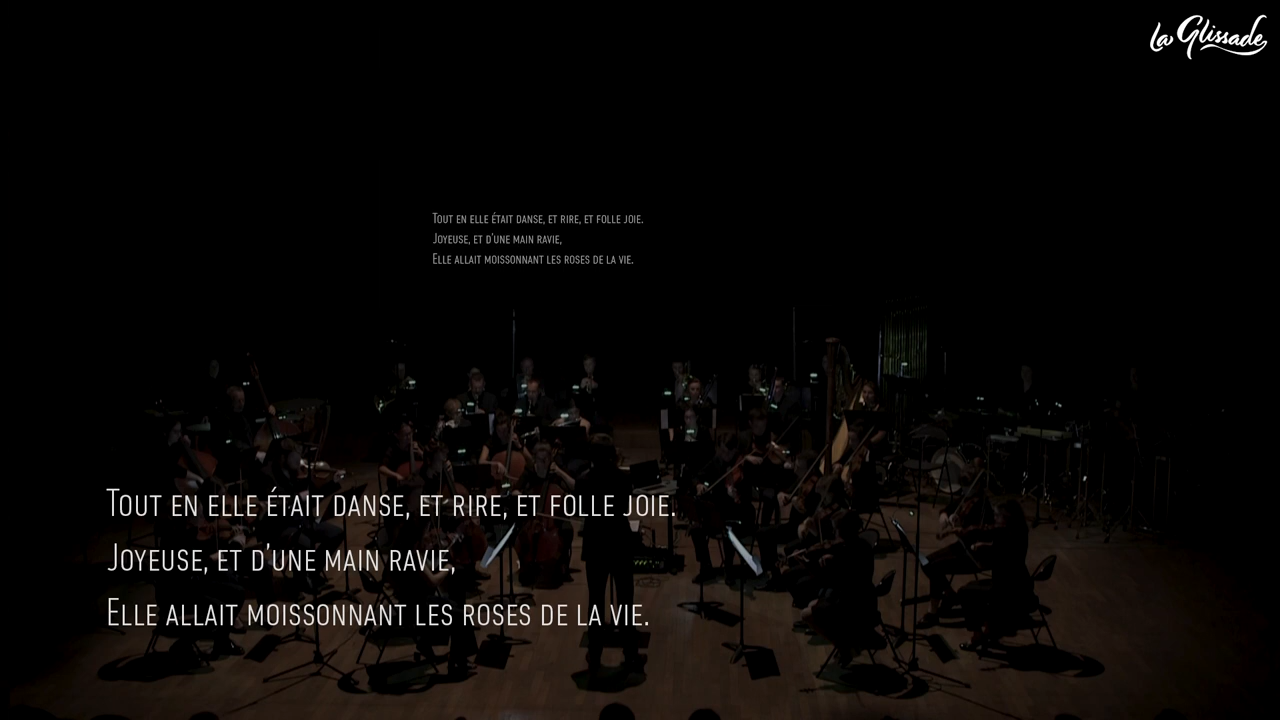 La Glissade
Tout en elle était danse, et rire, et folle joie.
Joyeuse, et d'une main ravie,
Elle allait moissonnant les roses de la vie.
Tout en elle était danse, et rire, et folle joie.
Joyeuse, et d'une main ravie,
Elle allait moissonnant les roses de la vie.